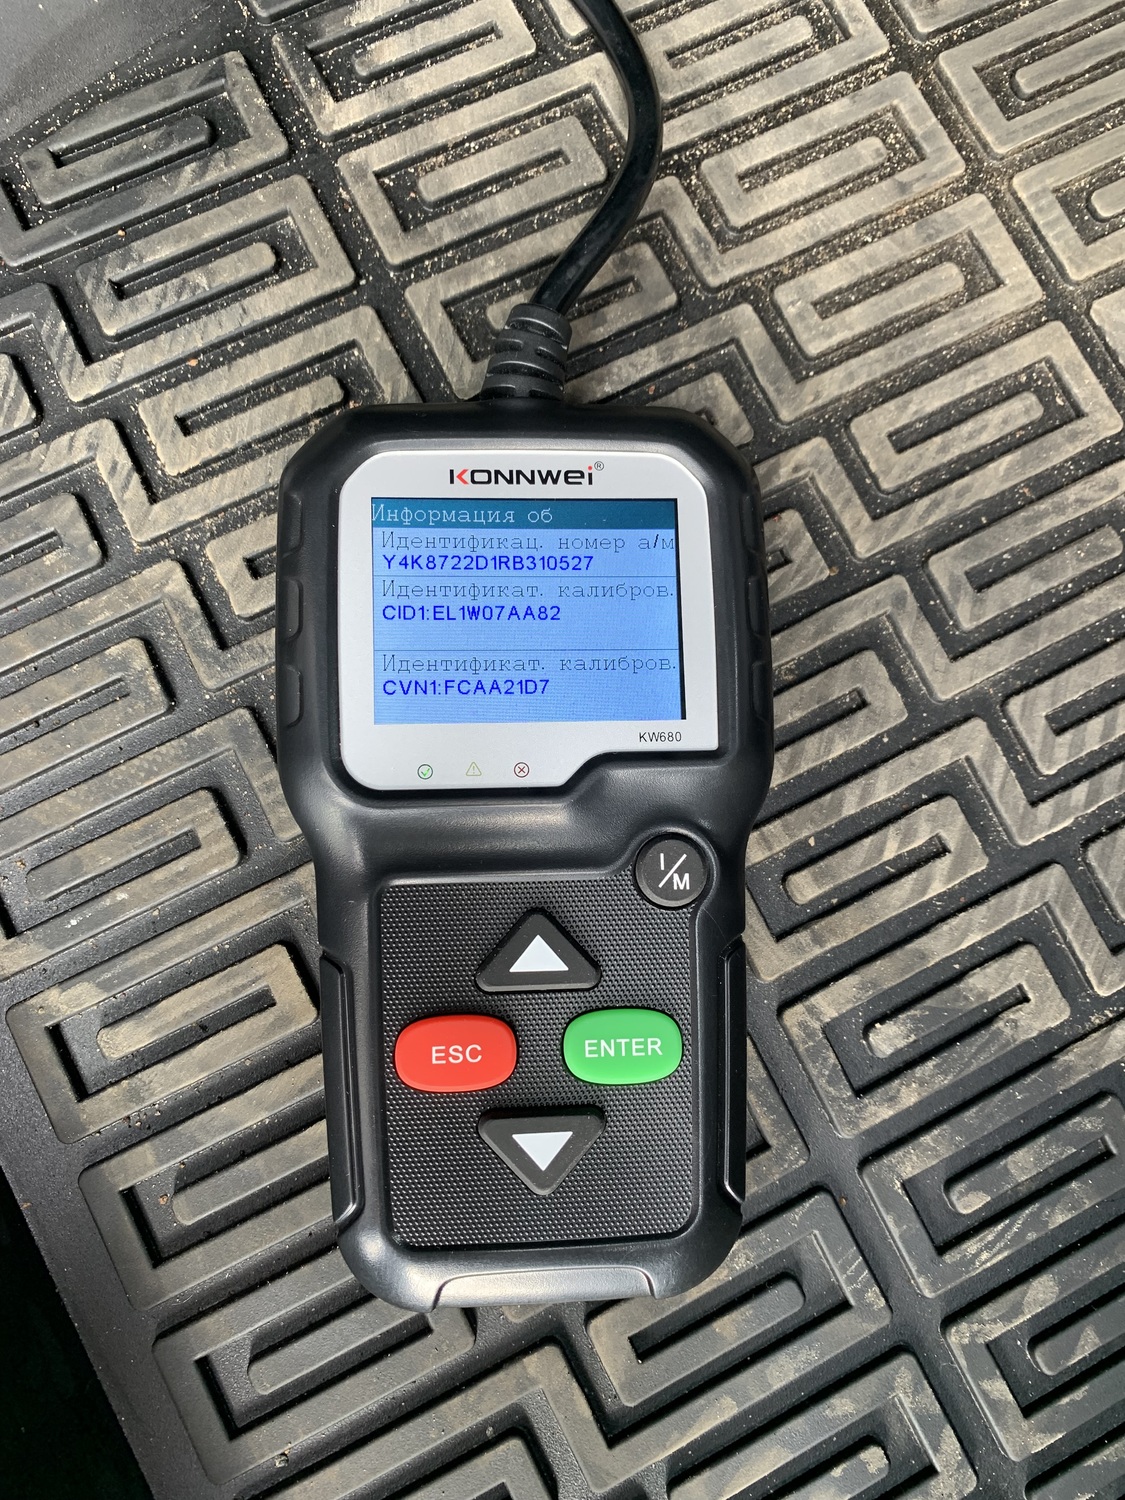 KONNWEI®
Информация об
Идентификац. номер а/м
Y4K8722D1RB310527
Идентификат. калибров.
CID1:EL1W07AA82
Идентификат. калибров.
CVN1:FCAA21D7
KW680
I/M
ESC
ENTER